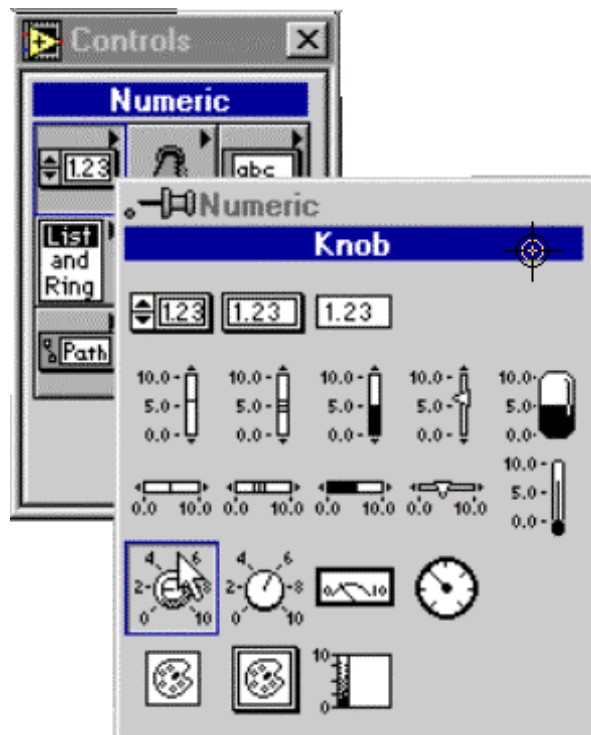 Controls
Numeric
1.23
abc
List
and
Ring
Path
Numeric
Knob
1.23 1.23 1.23
10.0 10.0 10.0 10.0 10.0
5.0 5.0 5.0 5.0 5.0
0.0 0.0 0.0 0.0 0.0
0.0 10.0 0.0 10.0 0.0 10.0 0.0 10.0
10.0
5.0
0.0
4 6 4 6
2 8 2 8
0 10 0 10
0 10
10
0